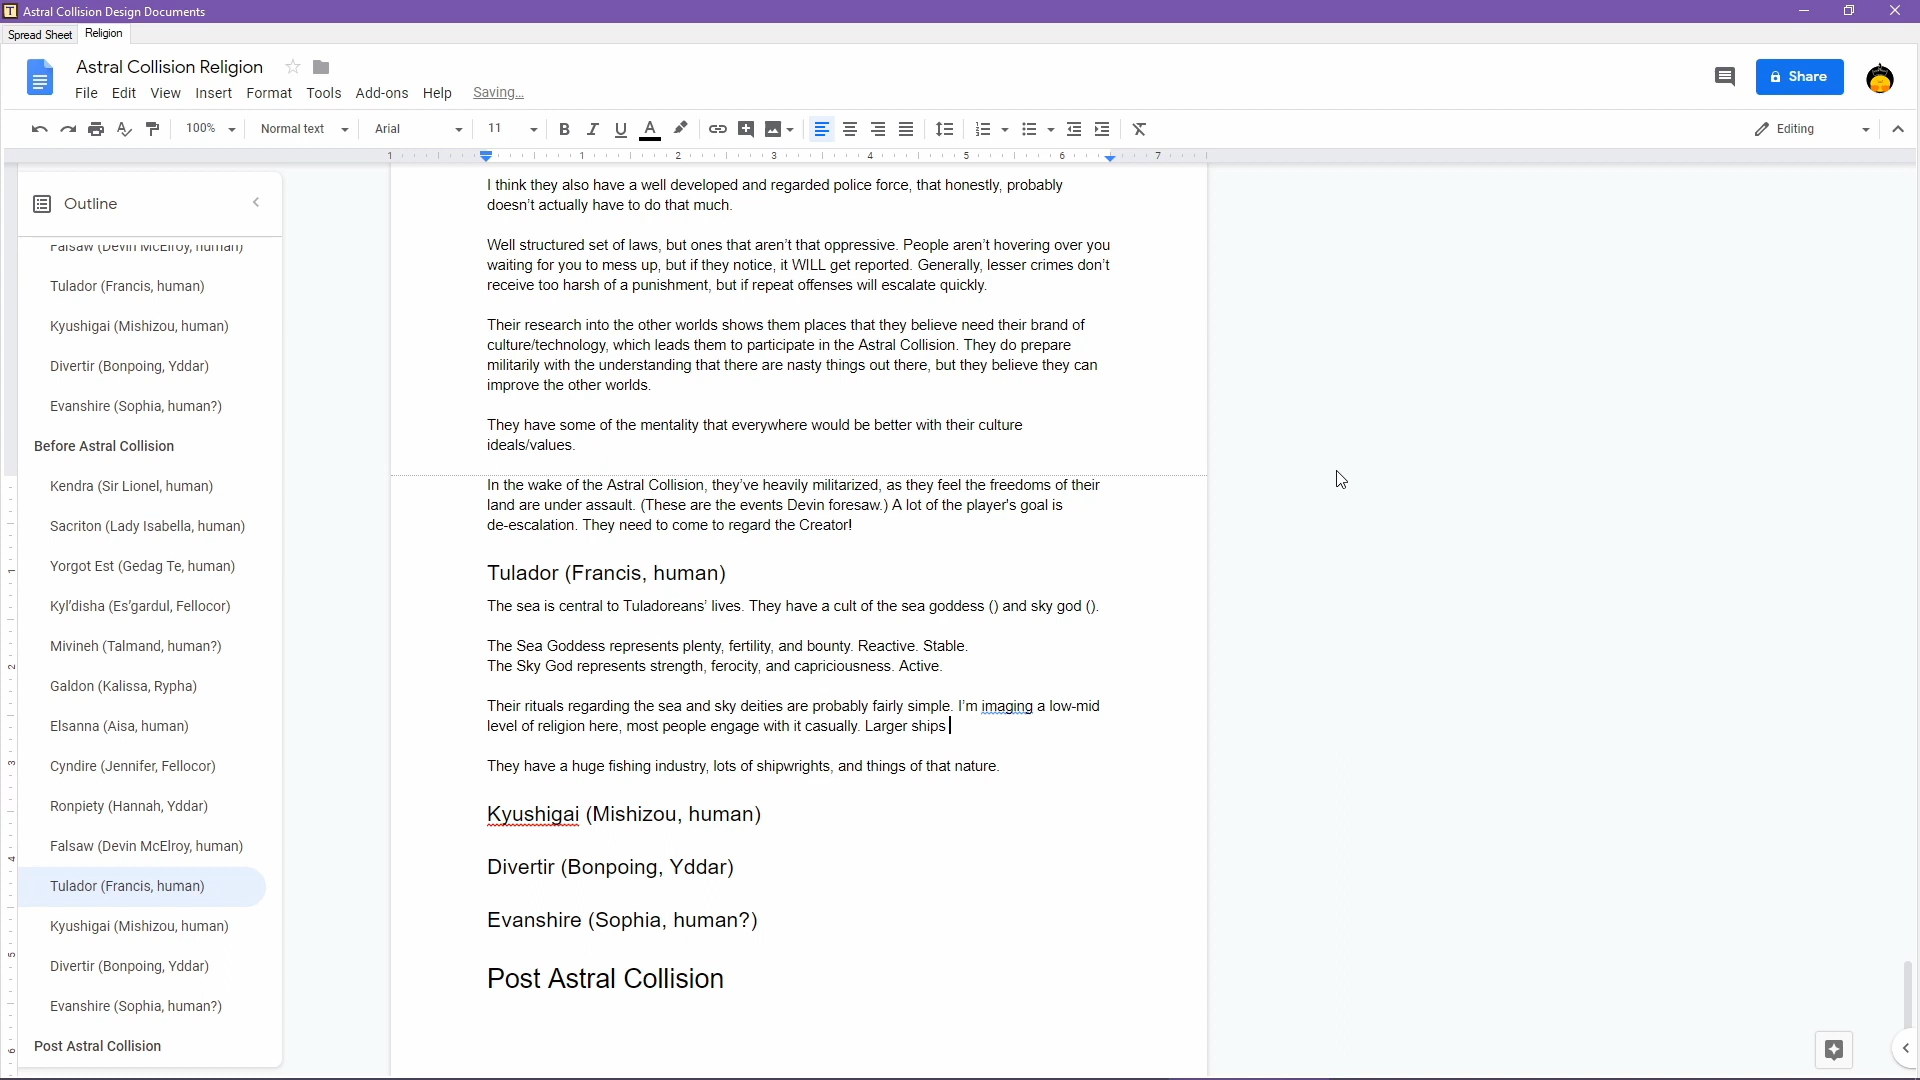 Astral Collision Design Documents
Spread Sheet
Religion
Astral Collision Religion
File Edit View Insert Format Tools Add-ons Help Saving...
Share
100% Normal text Arial 11 B I U A Editing
1 1 2 3 4 5 6 7
Outline
Falsaw (Devin McElroy, human)
Tulador (Francis, human)
Kyushigai (Mishizou, human)
Divertir (Bonpoing, Yddar)
Evanshire (Sophia, human?)
Before Astral Collision
Kendra (Sir Lionel, human)
Sacriton (Lady Isabella, human)
Yorgot Est (Gedag Te, human)
Kyl’disha (Es’gardul, Fellocor)
Mivineh (Talmand, human?)
Galdon (Kalissa, Rypha)
Elsanna (Aisa, human)
Cyndire (Jennifer, Fellocor)
Ronpiety (Hannah, Yddar)
Falsaw (Devin McElroy, human)
Tulador (Francis, human)
Kyushigai (Mishizou, human)
Divertir (Bonpoing, Yddar)
Evanshire (Sophia, human?)
Post Astral Collision
1
2
3
4
5
6
I think they also have a well developed and regarded police force, that honestly, probably
doesn’t actually have to do that much.
Well structured set of laws, but ones that aren’t that oppressive. People aren’t hovering over you
waiting for you to mess up, but if they notice, it WILL get reported. Generally, lesser crimes don’t
receive too harsh of a punishment, but if repeat offenses will escalate quickly.
Their research into the other worlds shows them places that they believe need their brand of
culture/technology, which leads them to participate in the Astral Collision. They do prepare
militarily with the understanding that there are nasty things out there, but they believe they can
improve the other worlds.
They have some of the mentality that everywhere would be better with their culture
ideals/values.
In the wake of the Astral Collision, they’ve heavily militarized, as they feel the freedoms of their
land are under assault. (These are the events Devin foresaw.) A lot of the player's goal is
de-escalation. They need to come to regard the Creator!
Tulador (Francis, human)
The sea is central to Tuladoreans’ lives. They have a cult of the sea goddess () and sky god ().
The Sea Goddess represents plenty, fertility, and bounty. Reactive. Stable.
The Sky God represents strength, ferocity, and capriciousness. Active.
Their rituals regarding the sea and sky deities are probably fairly simple. I’m imaging a low-mid
level of religion here, most people engage with it casually. Larger ships
They have a huge fishing industry, lots of shipwrights, and things of that nature.
Kyushigai (Mishizou, human)
Divertir (Bonpoing, Yddar)
Evanshire (Sophia, human?)
Post Astral Collision